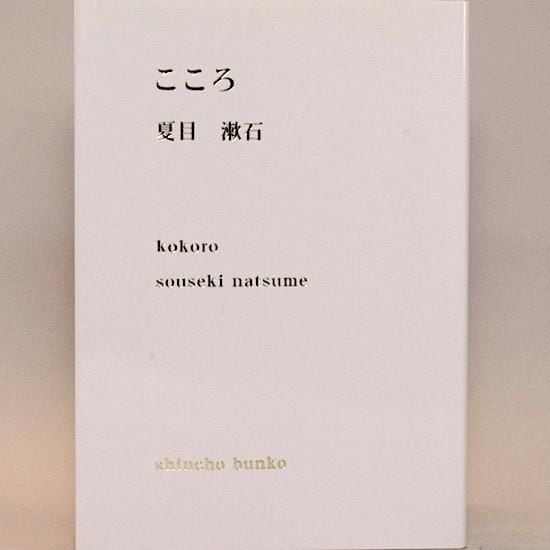 こころ
夏目　漱石
kokoro
souseki natsume
shincho bunko